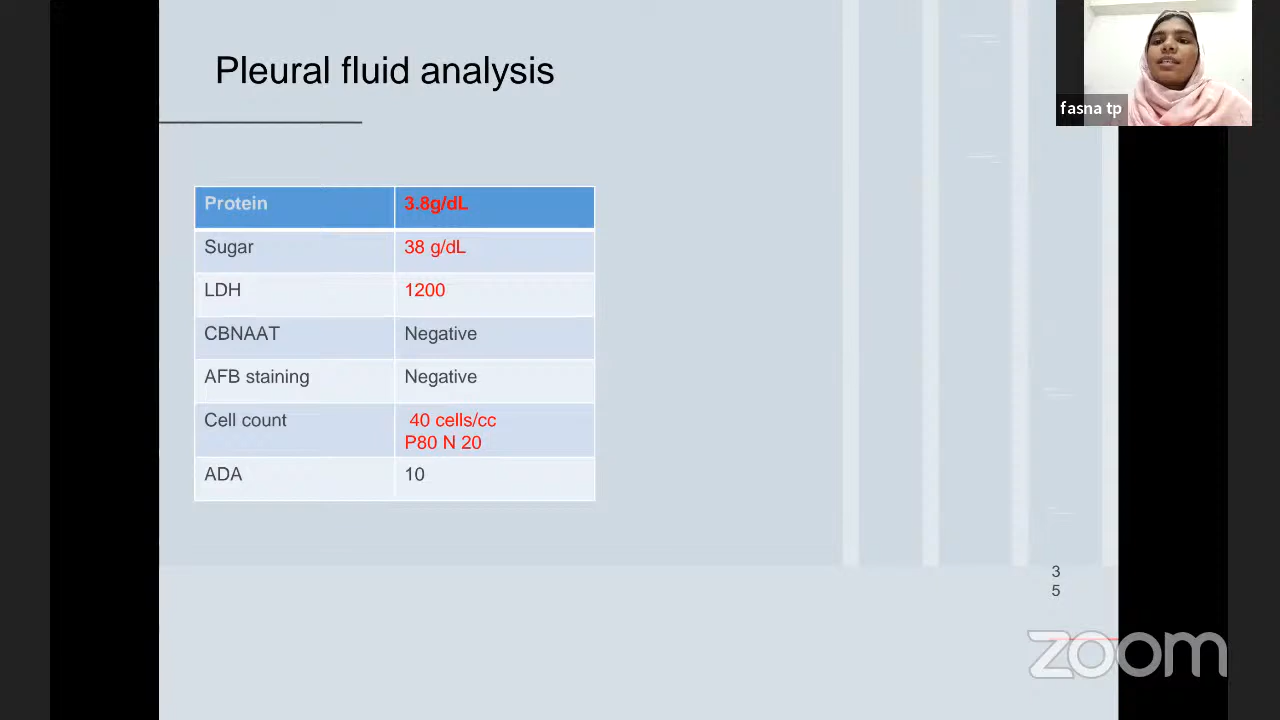 Pleural fluid analysis
fasna tp
Protein 3.8g/dL
Sugar 38 g/dL
LDH 1200
CBNAAT Negative
AFB staining Negative
Cell count 40 cells/cc
P80 N 20
ADA 10
3
5
zoom